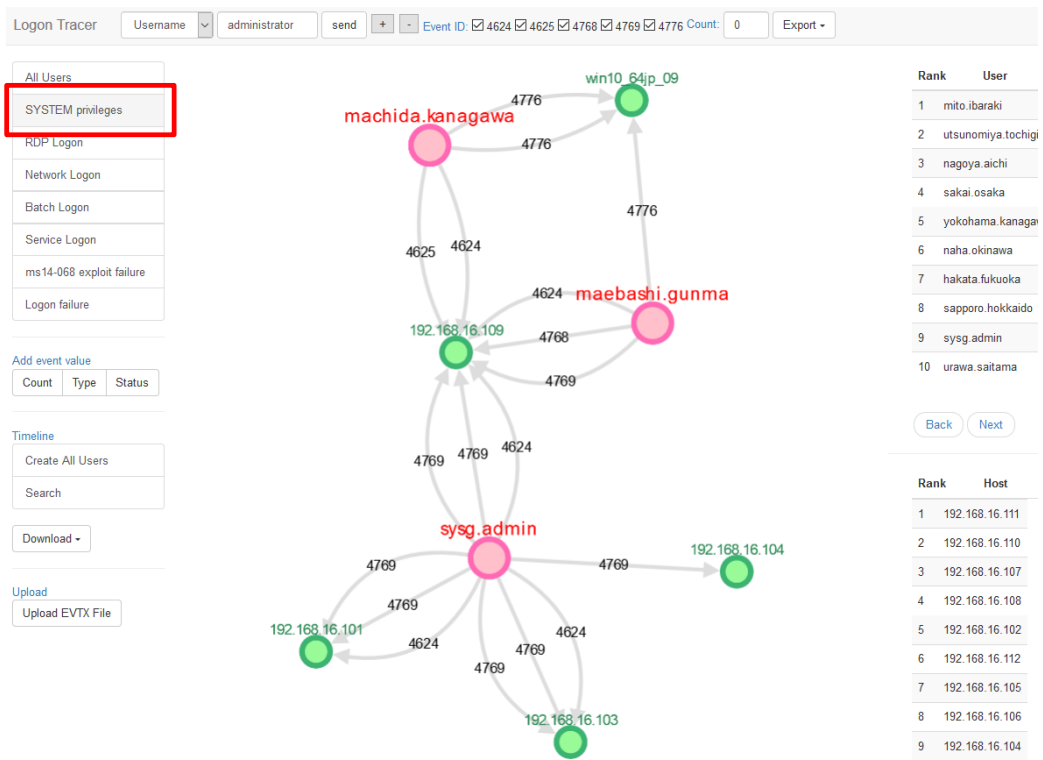 Logon Tracer Username administrator send + - Event ID: 4624 4625 4768 4769 4776 Count: 0 Export
All Users
SYSTEM privileges
RDP Logon
Network Logon
Batch Logon
Service Logon
ms14-068 exploit failure
Logon failure
Add event value
Count Type Status
Timeline
Create All Users
Search
Download
Upload
Upload EVTX File
win10_64jp_09
4776
machida.kanagawa
4776
4776
4625 4624
4624 maebashi.gunma
192.168.16.109
4768
4769
4769 4769 4624
sysg.admin
4769 4769 192.168.16.104
4769
192.168.16.101
4624
4769 4769 4624
192.168.16.103
Rank User
1 mito.ibaraki
2 utsunomiya.tochigi
3 nagoya.aichi
4 sakai.osaka
5 yokohama.kanagaw
6 naha.okinawa
7 hakata.fukuoka
8 sapporo.hokkaido
9 sysg.admin
10 urawa.saitama
Back Next
Rank Host
1 192.168.16.111
2 192.168.16.110
3 192.168.16.107
4 192.168.16.108
5 192.168.16.102
6 192.168.16.112
7 192.168.16.105
8 192.168.16.106
9 192.168.16.104